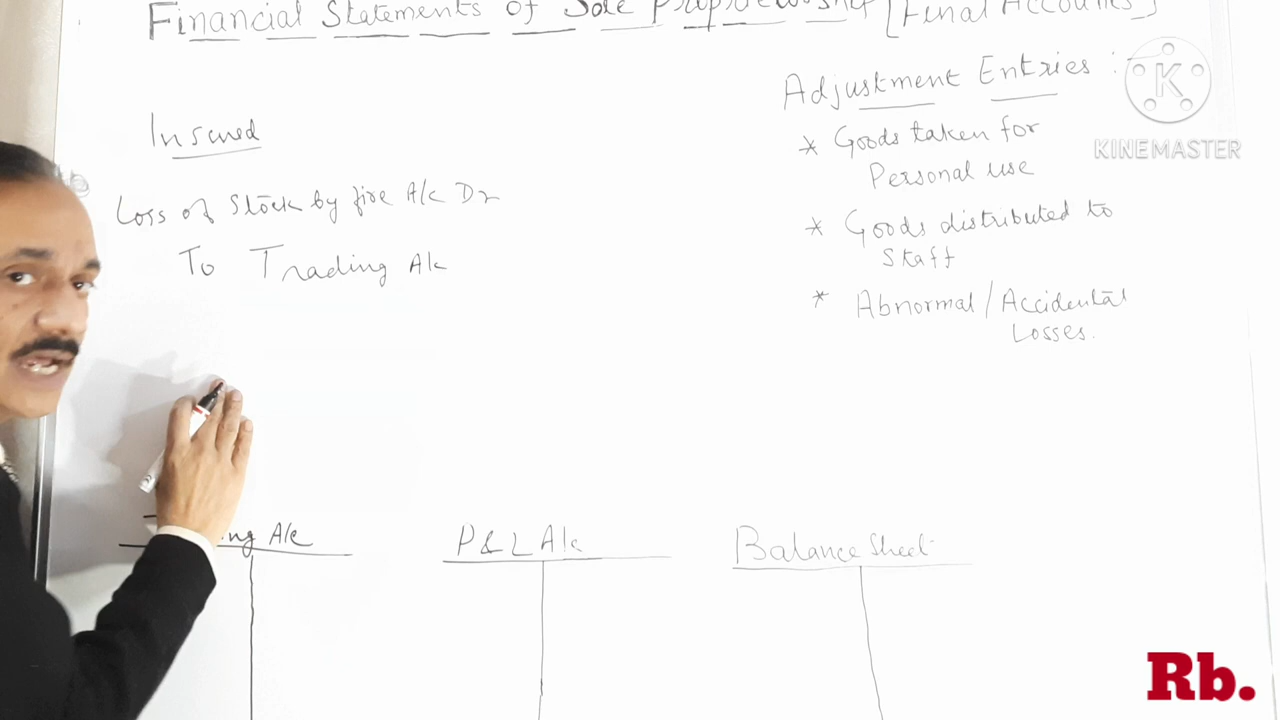 Financial Statements of Sole Proprietorship [Final Accounts]
Adjustment Entries :-
Insured
* Goods taken for
Personal use
Loss of Stock by fire A/c Dr
To Trading A/c
* Goods distributed to
Staff
* Abnormal/Accidental
Losses.
ng A/c
P & L A/c
Balance Sheet
KINEMASTER
Rb.